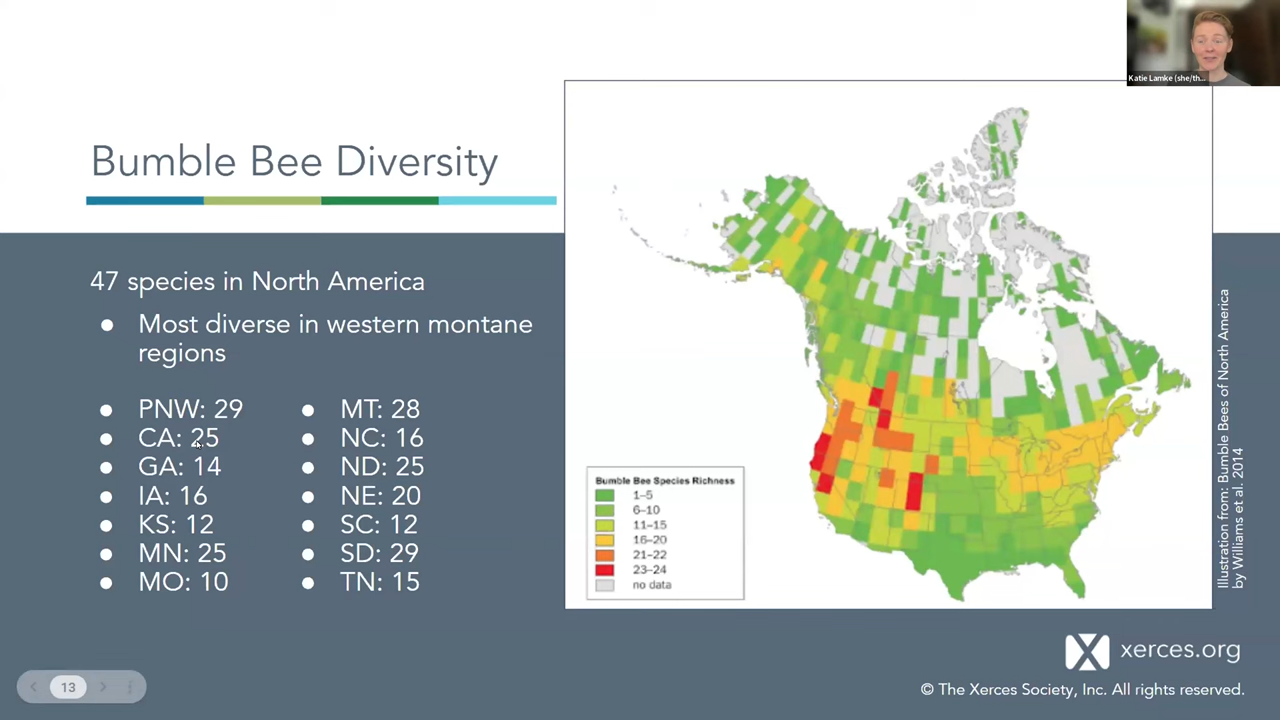 Katie Lamke (she/th...
Bumble Bee Diversity
47 species in North America
● Most diverse in western montane
regions
● PNW: 29
● CA: 25
● GA: 14
● IA: 16
● KS: 12
● MN: 25
● MO: 10
● MT: 28
● NC: 16
● ND: 25
● NE: 20
● SC: 12
● SD: 29
● TN: 15
Bumble Bee Species Richness
1–5
6–10
11–15
16–20
21–22
23–24
no data
Illustration from: Bumble Bees of North America
by Williams et al. 2014
xerces.org
© The Xerces Society, Inc. All rights reserved.
13